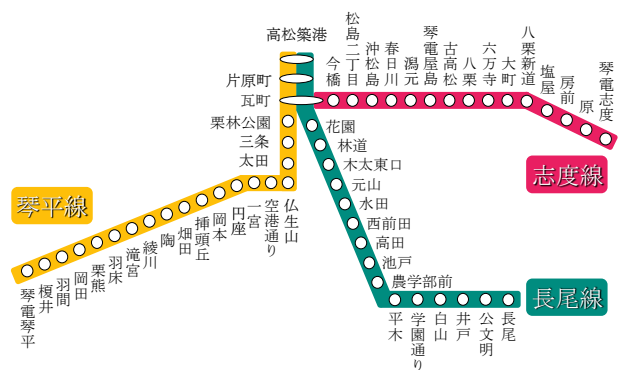 高松築港
片原町
瓦町
今橋
松島二丁目
沖松島
春日川
潟元
琴電屋島
古高松
八栗
六万寺
大町
八栗新道
塩屋
房前
原
琴電志度
志度線
栗林公園
三条
太田
仏生山
空港通り
一宮
円座
岡本
挿頭丘
畑田
陶
綾川
滝宮
羽床
栗熊
岡田
羽間
榎井
琴電琴平
琴平線
花園
林道
木太東口
元山
水田
西前田
高田
池戸
農学部前
平木
学園通り
白山
井戸
公文明
長尾
長尾線